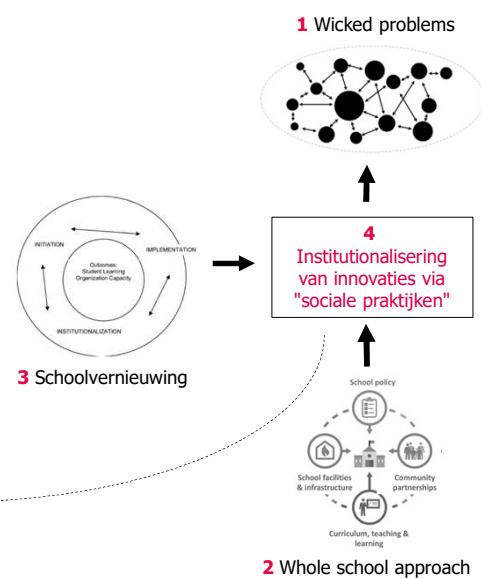 1 Wicked problems
4
Institutionalisering
van innovaties via
"sociale praktijken"
INITIATION
IMPLEMENTATION
Outcomes:
Student Learning
Organization Capacity
INSTITUTIONALIZATION
3 Schoolvernieuwing
School policy
School facilities
& infrastructure
Community
partnerships
Curriculum, teaching &
learning
2 Whole school approach